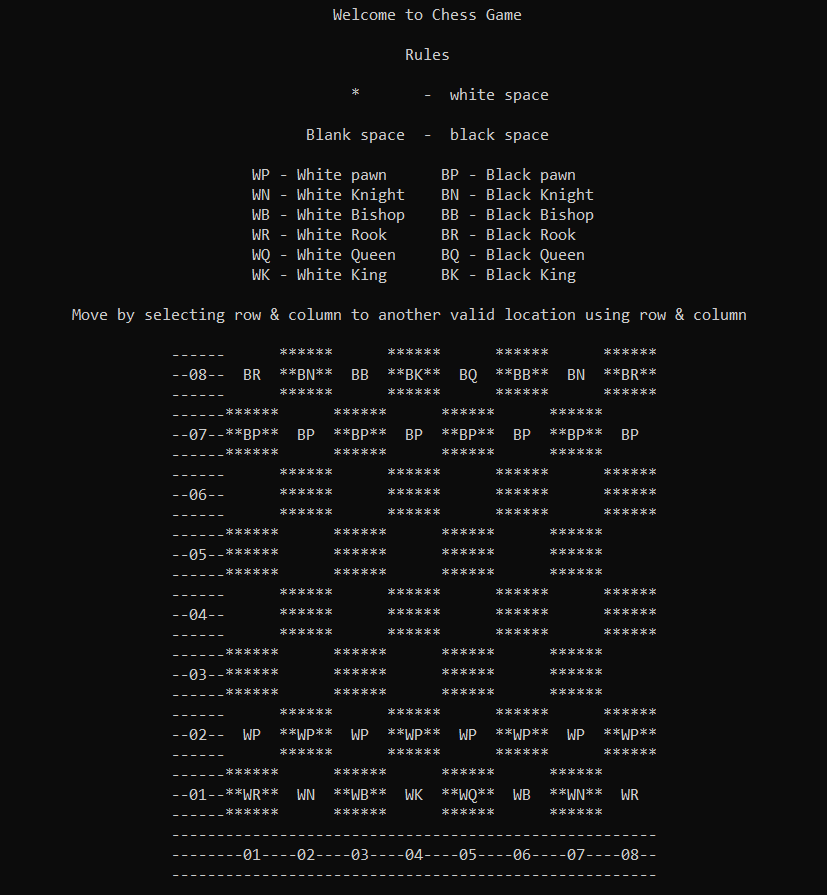 Welcome to Chess Game
Rules
*       -  white space
Blank space  -  black space
WP - White pawn      BP - Black pawn
WN - White Knight    BN - Black Knight
WB - White Bishop    BB - Black Bishop
WR - White Rook      BR - Black Rook
WQ - White Queen     BQ - Black Queen
WK - White King      BK - Black King
Move by selecting row & column to another valid location using row & column
------      ******      ******      ******      ******
--08--  BR  **BN**  BB  **BK**  BQ  **BB**  BN  **BR**
------      ******      ******      ******      ******
------******      ******      ******      ******
--07--**BP**  BP  **BP**  BP  **BP**  BP  **BP**  BP
------******      ******      ******      ******
------      ******      ******      ******      ******
--06--      ******      ******      ******      ******
------      ******      ******      ******      ******
------******      ******      ******      ******
--05--******      ******      ******      ******
------******      ******      ******      ******
------      ******      ******      ******      ******
--04--      ******      ******      ******      ******
------      ******      ******      ******      ******
------******      ******      ******      ******
--03--******      ******      ******      ******
------******      ******      ******      ******
------      ******      ******      ******      ******
--02--  WP  **WP**  WP  **WP**  WP  **WP**  WP  **WP**
------      ******      ******      ******      ******
------******      ******      ******      ******
--01--**WR**  WN  **WB**  WK  **WQ**  WB  **WN**  WR
------******      ******      ******      ******
------------------------------------------------------
--------01----02----03----04----05----06----07----08--
------------------------------------------------------